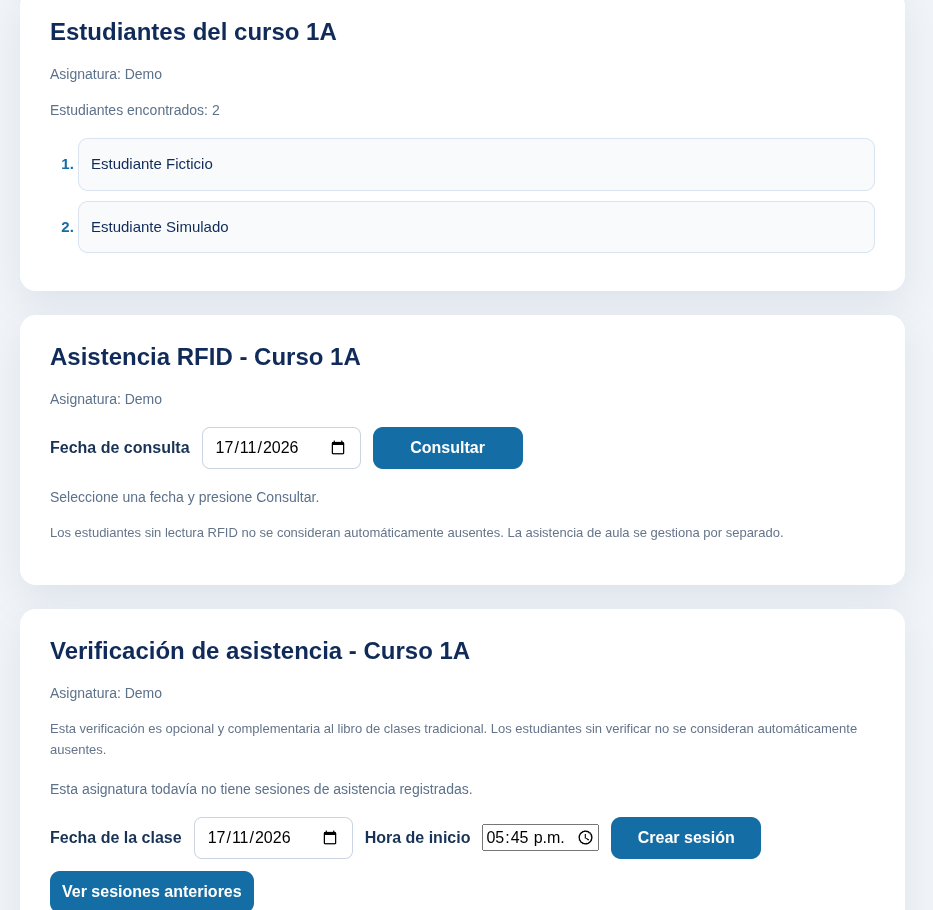 Estudiantes del curso 1A
Asignatura: Demo
Estudiantes encontrados: 2
1. Estudiante Ficticio
2. Estudiante Simulado
Asistencia RFID - Curso 1A
Asignatura: Demo
Fecha de consulta 17/11/2026 Consultar
Seleccione una fecha y presione Consultar.
Los estudiantes sin lectura RFID no se consideran automáticamente ausentes. La asistencia de aula se gestiona por separado.
Verificación de asistencia - Curso 1A
Asignatura: Demo
Esta verificación es opcional y complementaria al libro de clases tradicional. Los estudiantes sin verificar no se consideran automáticamente
ausentes.
Esta asignatura todavía no tiene sesiones de asistencia registradas.
Fecha de la clase 17/11/2026 Hora de inicio 05:45 p.m. Crear sesión
Ver sesiones anteriores